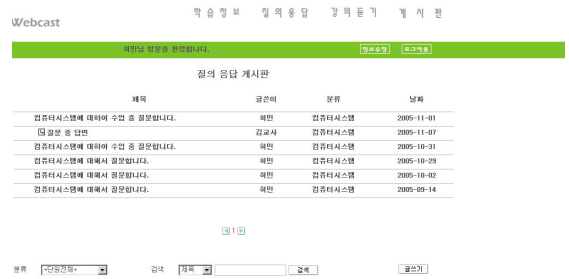 Webcast 학습정보 질의응답 강의듣기 게시판
허민님 방문을 환영합니다. 정보수정 로그아웃
질의 응답 게시판
제목 글쓴이 분류 날짜
컴퓨터시스템에 대하여 수업 중 질문합니다. 허민 컴퓨터시스템 2005-11-01
질문 중 답변 김교사 컴퓨터시스템 2005-11-07
컴퓨터시스템에 대하여 수업 중 질문합니다. 허민 컴퓨터시스템 2005-10-31
컴퓨터시스템에 대해서 질문합니다. 허민 컴퓨터시스템 2005-10-29
컴퓨터시스템에 대해서 질문합니다. 허민 컴퓨터시스템 2005-10-02
컴퓨터시스템에 대해서 질문합니다. 허민 컴퓨터시스템 2005-09-14
1
분류 *단원전체* 검색 제목 검색 글쓰기